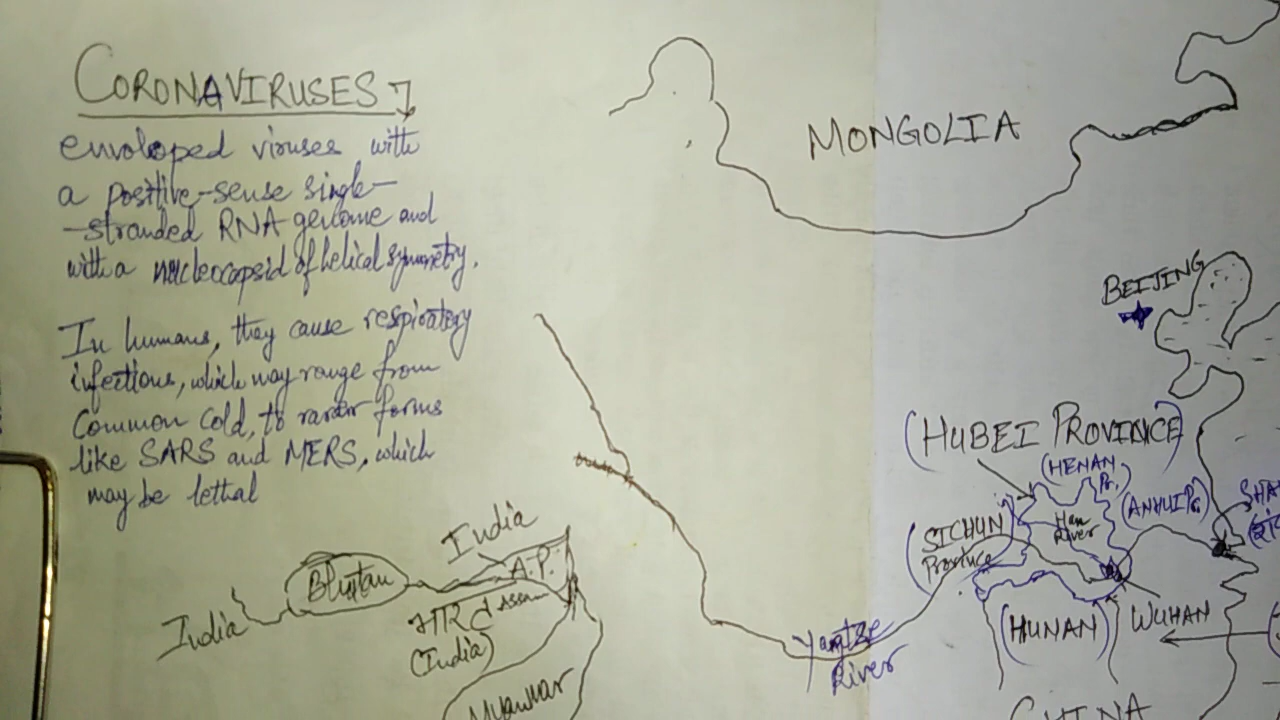 CORONAVIRUSES
enveloped viruses with
a positive-sense single-
-stranded RNA genome and
with a nucleocapsid of helical symmetry.
In humans, they cause respiratory
infections, which may range from
Common cold, to rarer forms
like SARS and MERS, which
may be lethal
MONGOLIA
BEIJING
(HUBEI PROVINCE)
(HENAN
Pr.)
(ANHUI Pr.)
SHA
(SICHUN
Province
Han
River
WUHAN
(HUNAN)
Yangtze
River
CHINA
India
A.P.
Assam
Bhutan
India
(India)
Myanmar